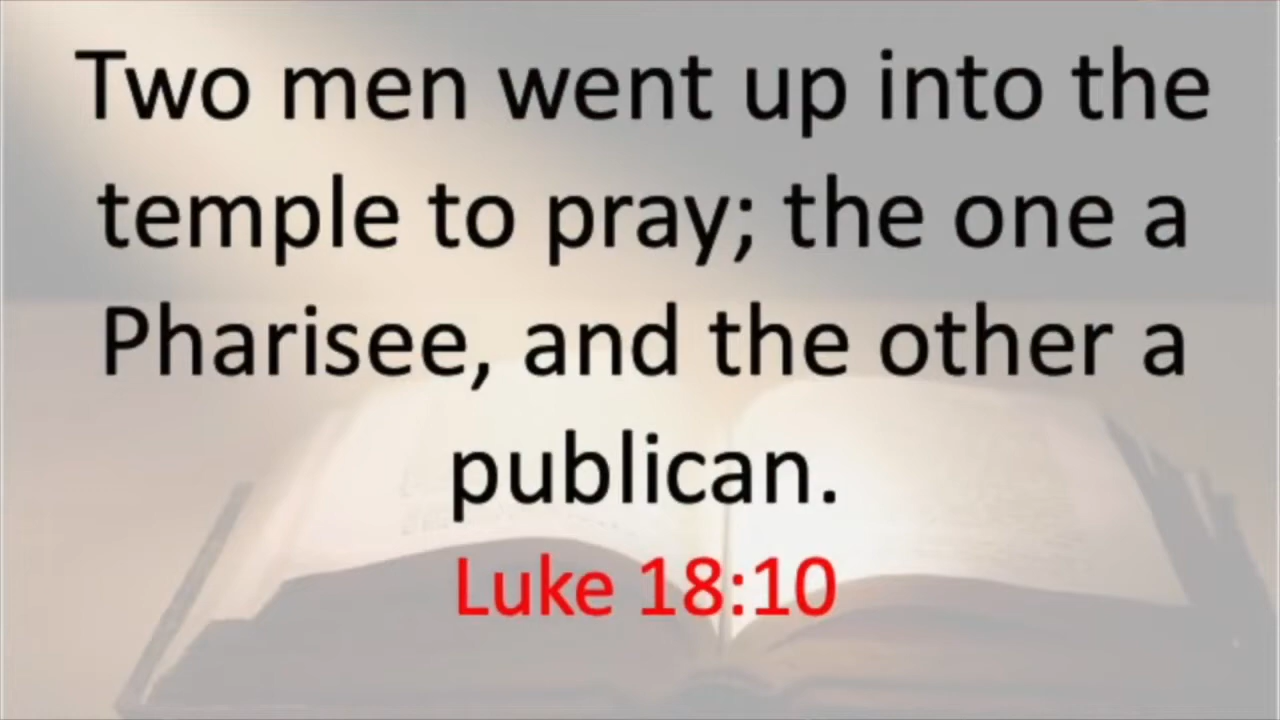 Two men went up into the
temple to pray; the one a
Pharisee, and the other a
publican.
Luke 18:10